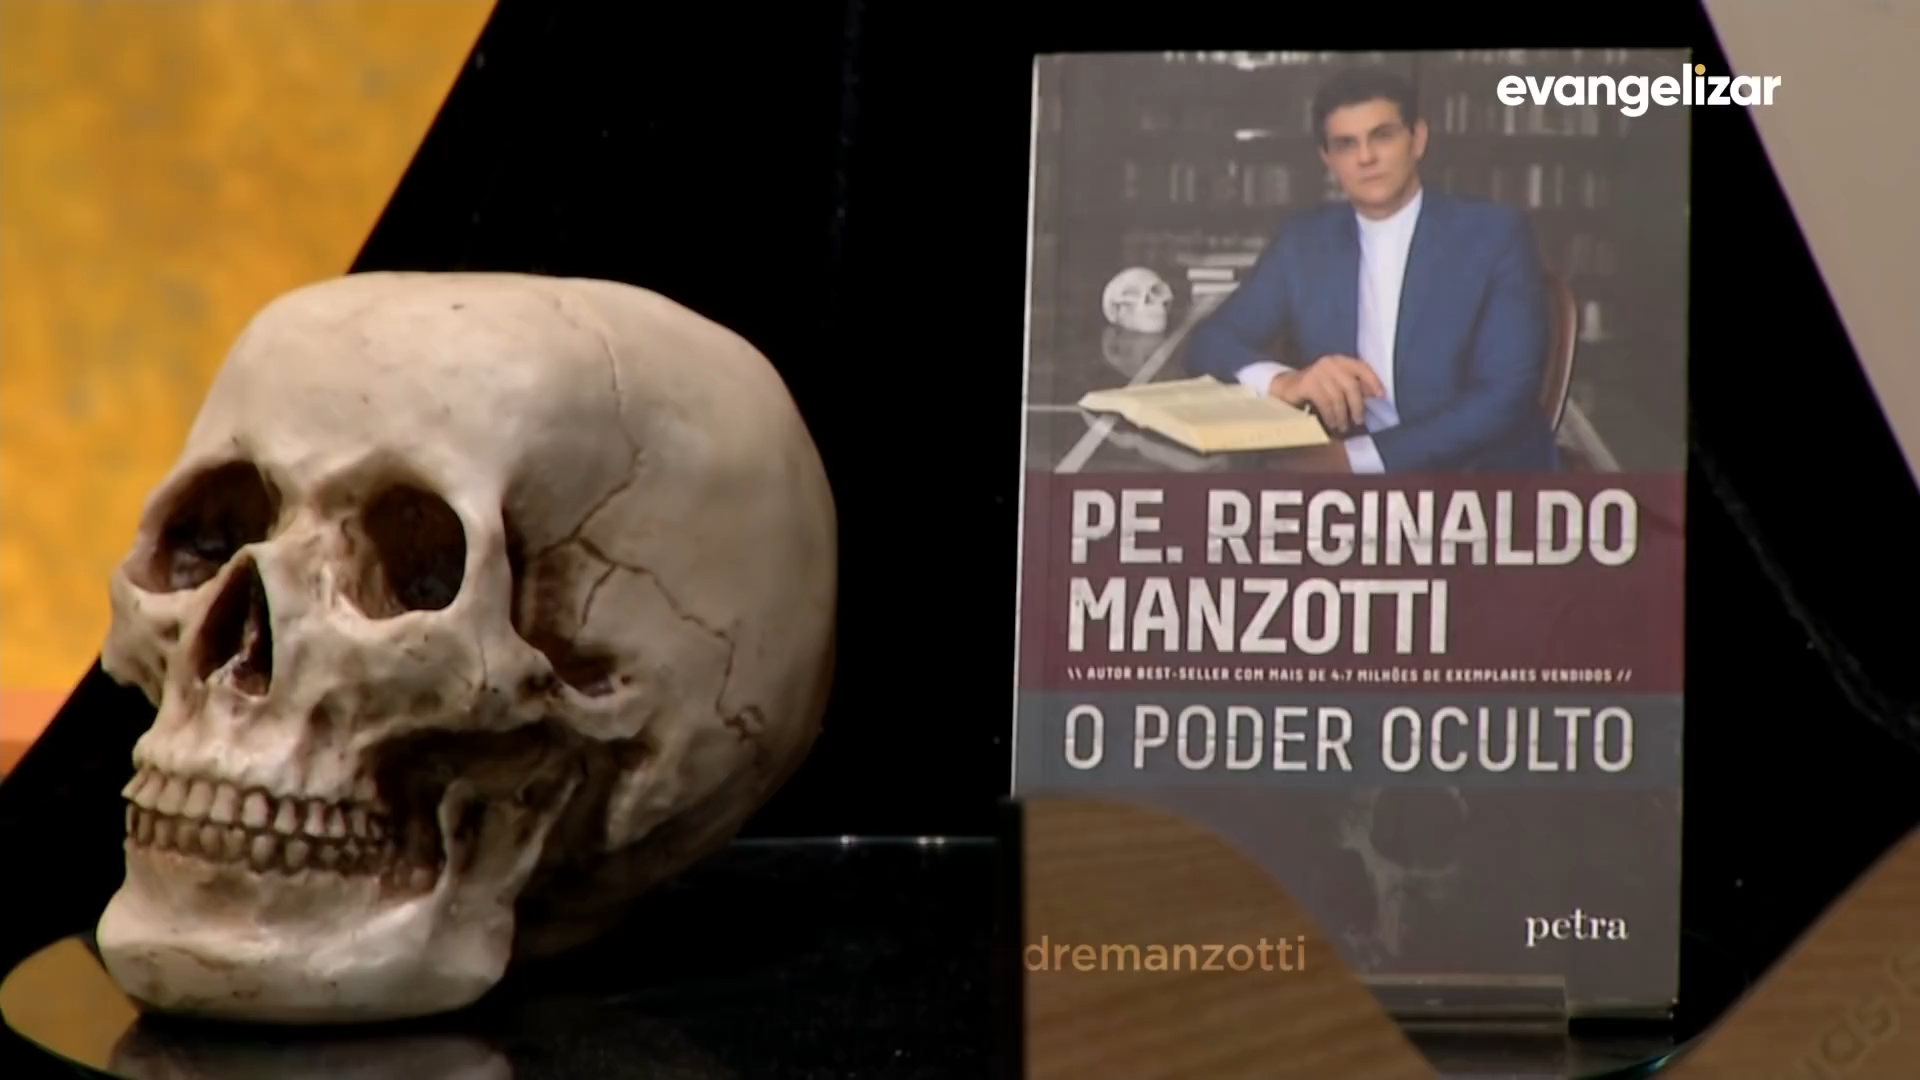 evangelizar
PE. REGINALDO
MANZOTTI
\\ AUTOR BEST-SELLER COM MAIS DE 4,7 MILHÕES DE EXEMPLARES VENDIDOS //
O PODER OCULTO
petra
dremanzotti